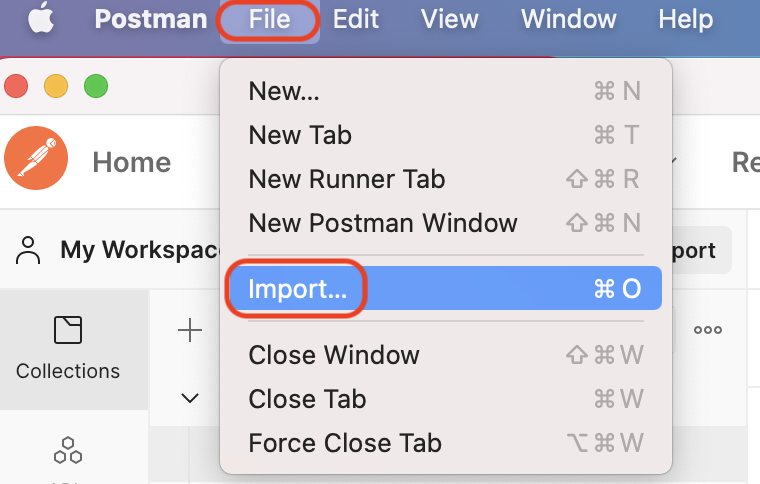 Postman File Edit View Window Help
New... ⌘ N
New Tab ⌘ T
Home
New Runner Tab ⇧ ⌘ R
New Postman Window ⇧ ⌘ N
My Workspac port
Import... ⌘ O
Close Window ⇧ ⌘ W
Collections
Close Tab ⌘ W
Force Close Tab ⌥ ⌘ W